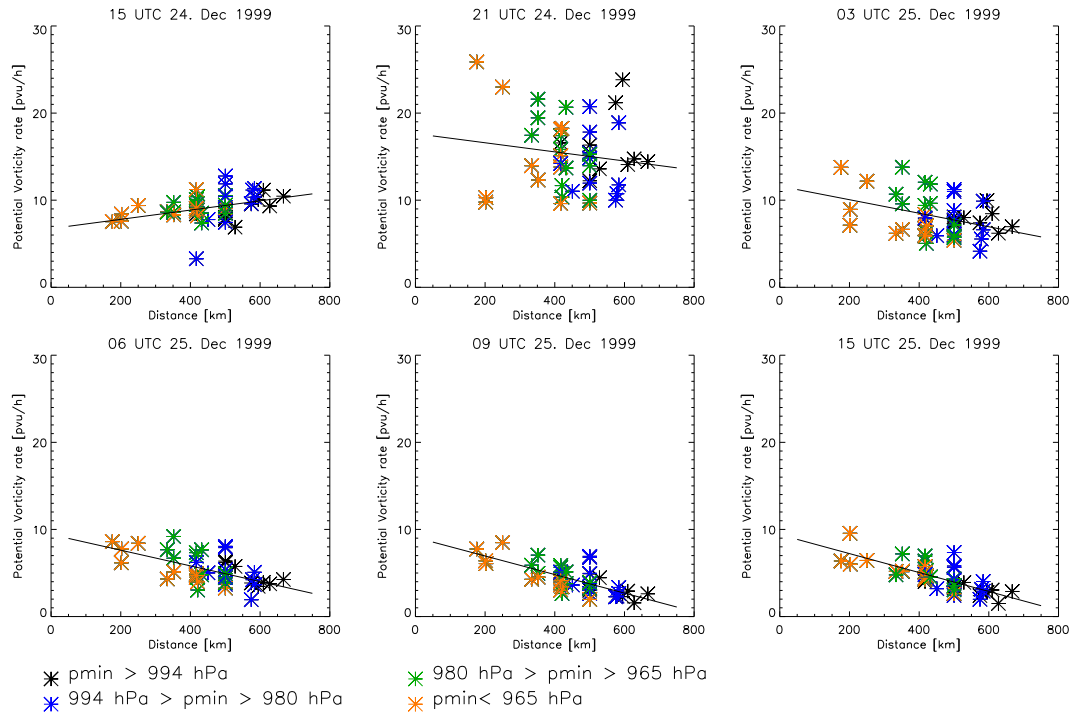 15 UTC 24. Dec 1999
21 UTC 24. Dec 1999
03 UTC 25. Dec 1999
Potential Vorticity rate [pvu/h]
30
20
10
0
0 200 400 600 800
Distance [km]
Potential Vorticity rate [pvu/h]
30
20
10
0
0 200 400 600 800
Distance [km]
Potential Vorticity rate [pvu/h]
30
20
10
0
0 200 400 600 800
Distance [km]
06 UTC 25. Dec 1999
09 UTC 25. Dec 1999
15 UTC 25. Dec 1999
Potential Vorticity rate [pvu/h]
30
20
10
0
0 200 400 600 800
Distance [km]
Potential Vorticity rate [pvu/h]
30
20
10
0
0 200 400 600 800
Distance [km]
Potential Vorticity rate [pvu/h]
30
20
10
0
0 200 400 600 800
Distance [km]
pmin > 994 hPa
994 hPa > pmin > 980 hPa
980 hPa > pmin > 965 hPa
pmin< 965 hPa